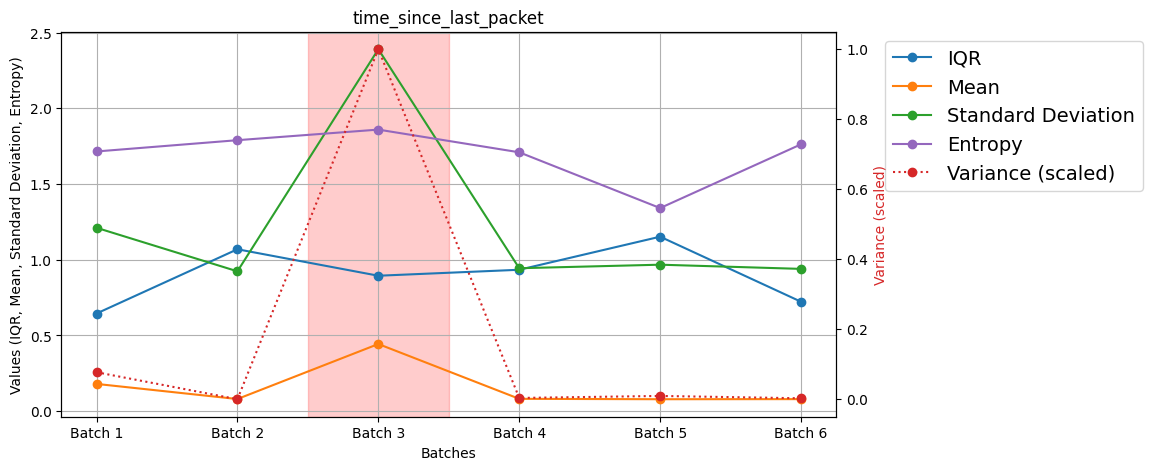 time_since_last_packet
Values (IQR, Mean, Standard Deviation, Entropy)
2.5
2.0
1.5
1.0
0.5
0.0
Batch 1
Batch 2
Batch 3
Batch 4
Batch 5
Batch 6
Batches
1.0
0.8
0.6
0.4
0.2
0.0
Variance (scaled)
IQR
Mean
Standard Deviation
Entropy
Variance (scaled)